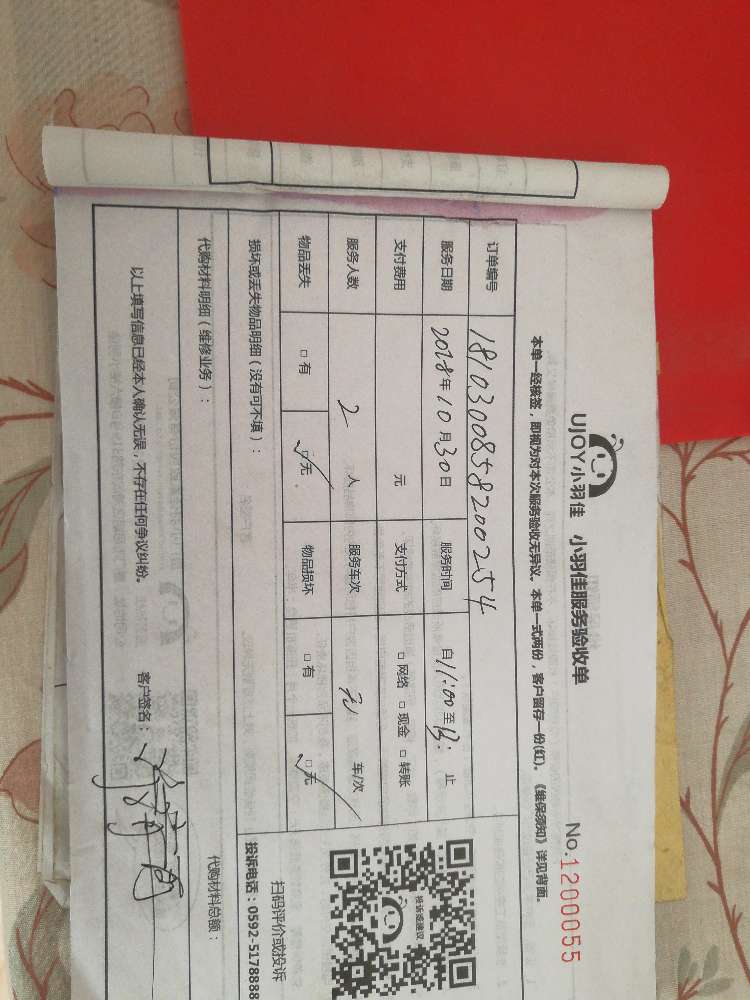 UJOY小羽佳 小羽佳服务验收单
No.1200055
本单一经核签，即视为对本次服务验收无异议。本单一式两份，客户留存一份(红)。《维保须知》详见背面。
订单编号 18103008582002 54
服务日期 2018年10月30日 服务时间 自11:00至13: 止
支付费用 元 支付方式 □网络 □现金 □转账
服务人数 2 人 服务车次 车/次
物品丢失 □有 □无 物品损坏 □有 □无
损坏或丢失物品明细（没有可不填）：
扫码评价或投诉
投诉电话：0592-5178888
投诉或建议
代购材料明细（维修业务）：
代购材料总额：
以上填写信息已经本人确认无误，不存在任何争议纠纷。
客户签名：